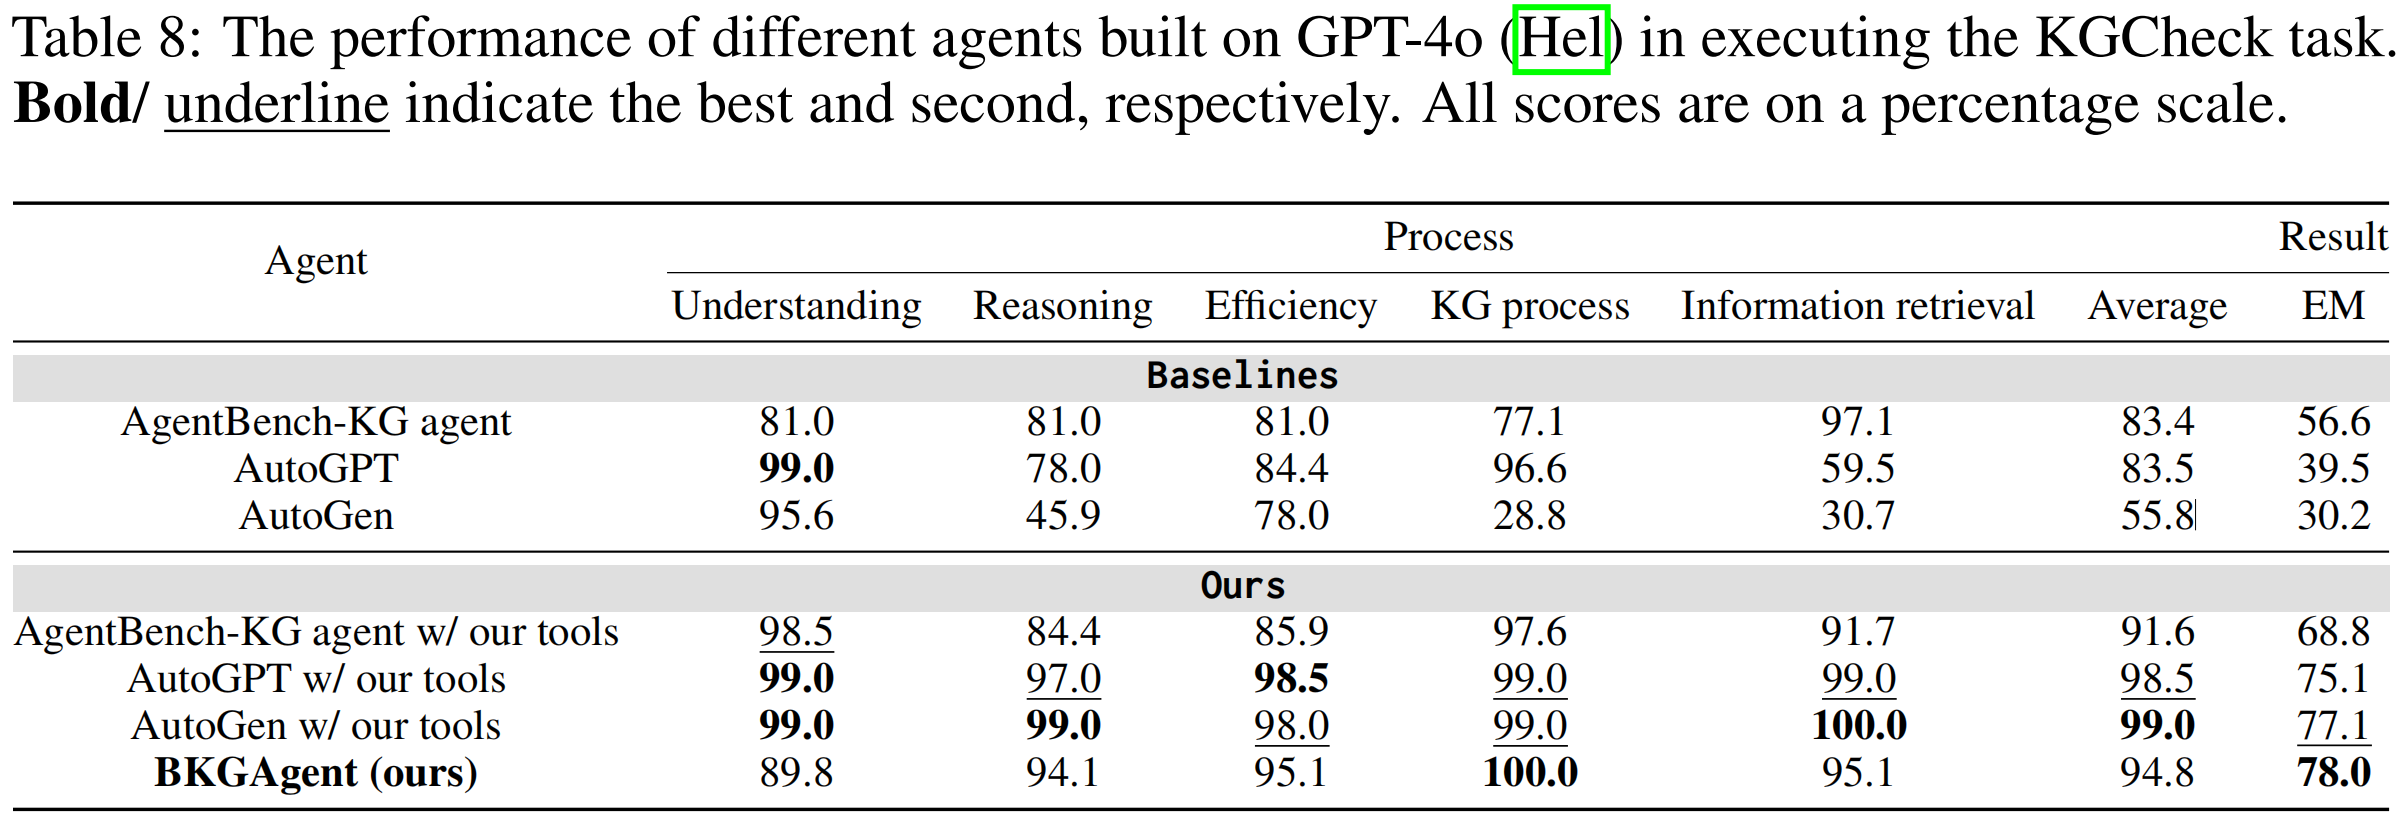 Table 8: The performance of different agents built on GPT-4o (Hel) in executing the KGCheck task.
Bold/ underline indicate the best and second, respectively. All scores are on a percentage scale.
Agent Process Result
Understanding Reasoning Efficiency KG process Information retrieval Average EM
Baselines
AgentBench-KG agent 81.0 81.0 81.0 77.1 97.1 83.4 56.6
AutoGPT 99.0 78.0 84.4 96.6 59.5 83.5 39.5
AutoGen 95.6 45.9 78.0 28.8 30.7 55.8 30.2
Ours
AgentBench-KG agent w/ our tools 98.5 84.4 85.9 97.6 91.7 91.6 68.8
AutoGPT w/ our tools 99.0 97.0 98.5 99.0 99.0 98.5 75.1
AutoGen w/ our tools 99.0 99.0 98.0 99.0 100.0 99.0 77.1
BKGAgent (ours) 89.8 94.1 95.1 100.0 95.1 94.8 78.0